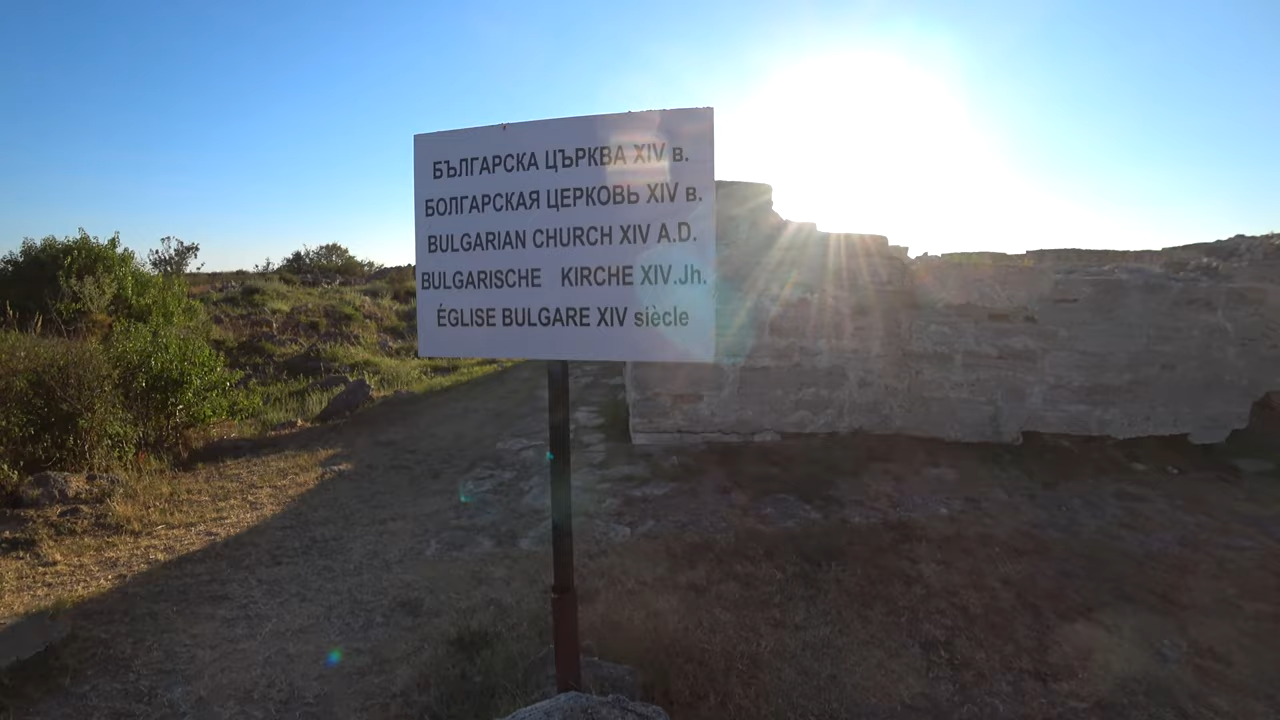 БЪЛГАРСКА ЦЪРКВА XIV в.
БОЛГАРСКАЯ ЦЕРКОВЬ XIV в.
BULGARIAN CHURCH XIV A.D.
BULGARISCHE KIRCHE XIV.Jh.
ÉGLISE BULGARE XIV siècle